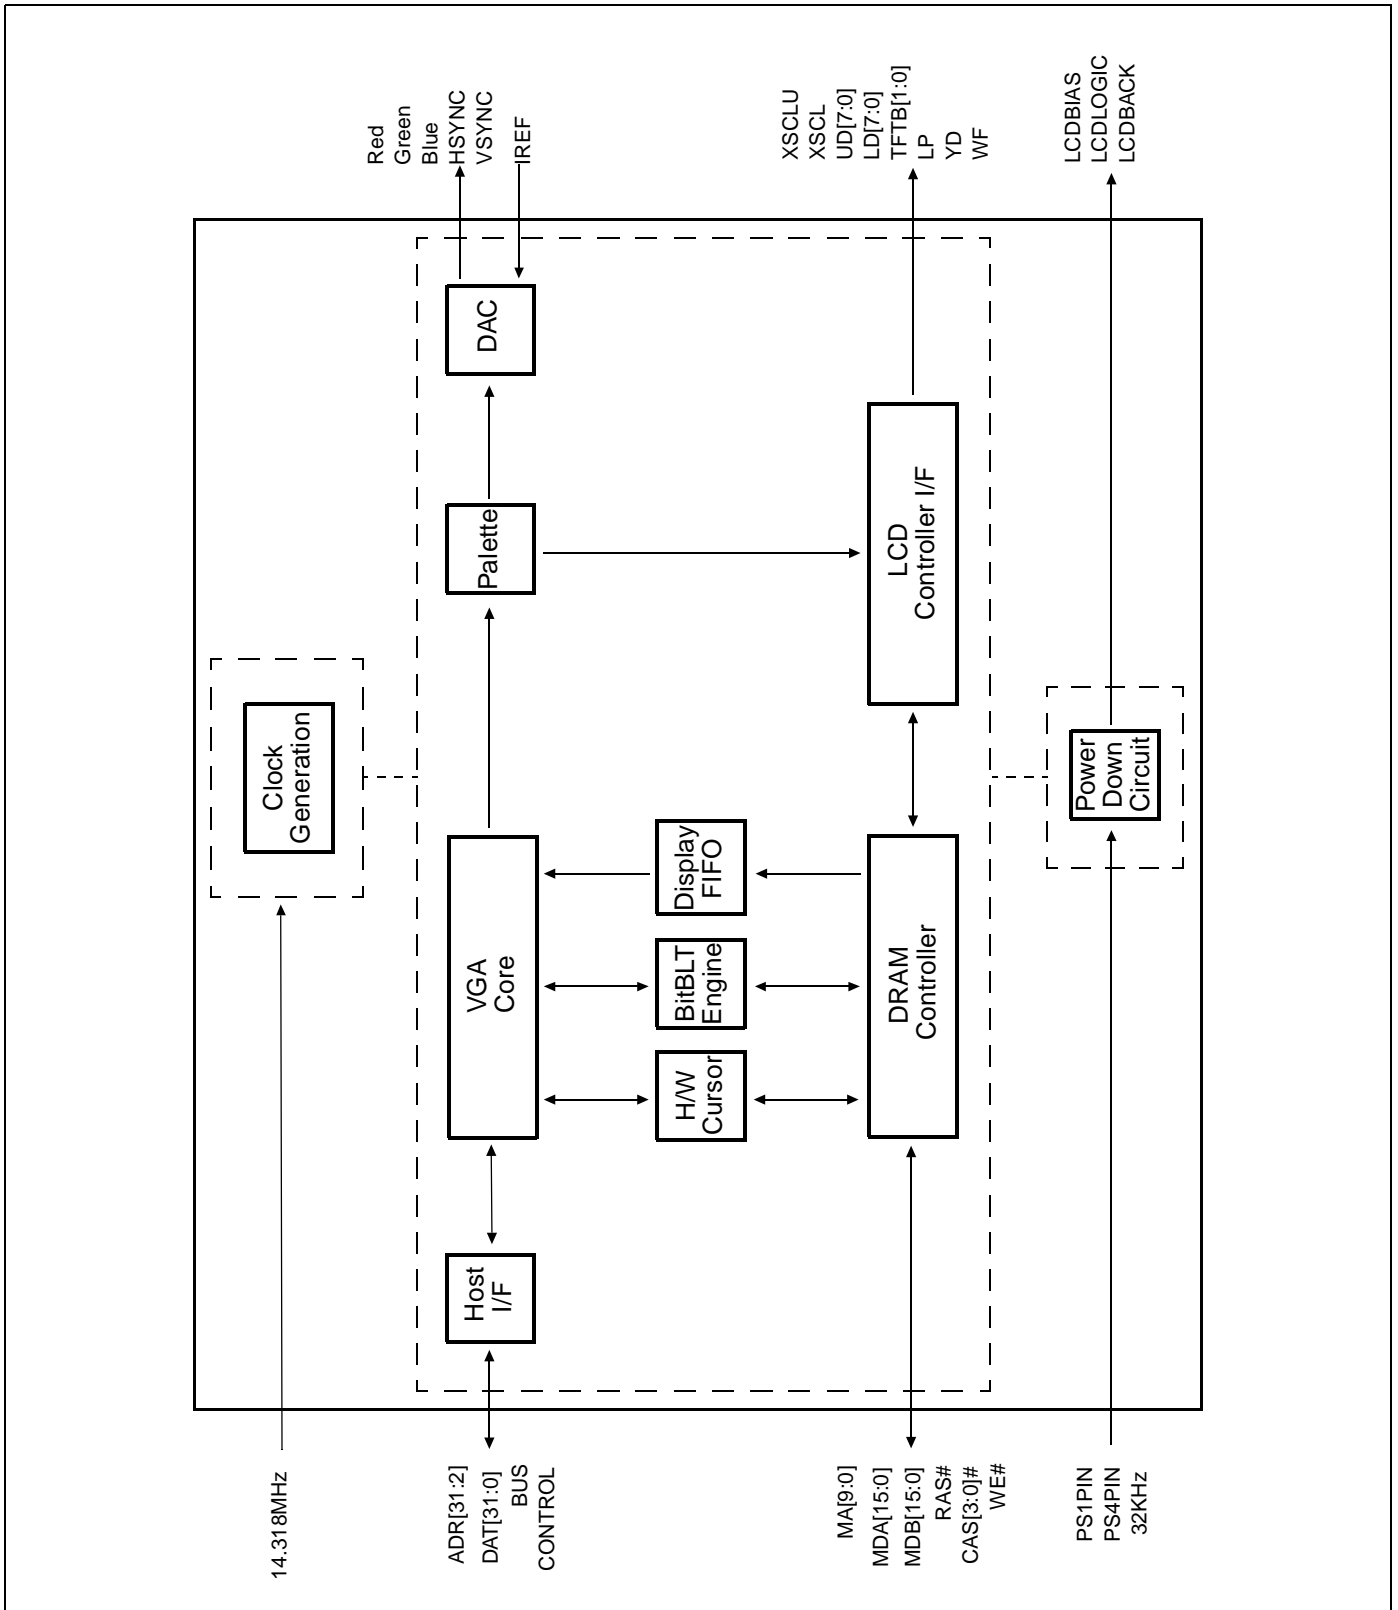 14.318MHz
Clock
Generation
ADR[31:2]
DAT[31:0]
BUS
CONTROL
Host
I/F
VGA
Core
Palette
DAC
Red
Green
Blue
HSYNC
VSYNC
IREF
H/W
Cursor
BitBLT
Engine
Display
FIFO
MA[9:0]
MDA[15:0]
MDB[15:0]
RAS#
CAS[3:0]#
WE#
DRAM
Controller
LCD
Controller I/F
XSCLU
XSCL
UD[7:0]
LD[7:0]
TFTB[1:0]
LP
YD
WF
PS1PIN
PS4PIN
32KHz
Power
Down
Circuit
LCDBIAS
LCDLOGIC
LCDBACK